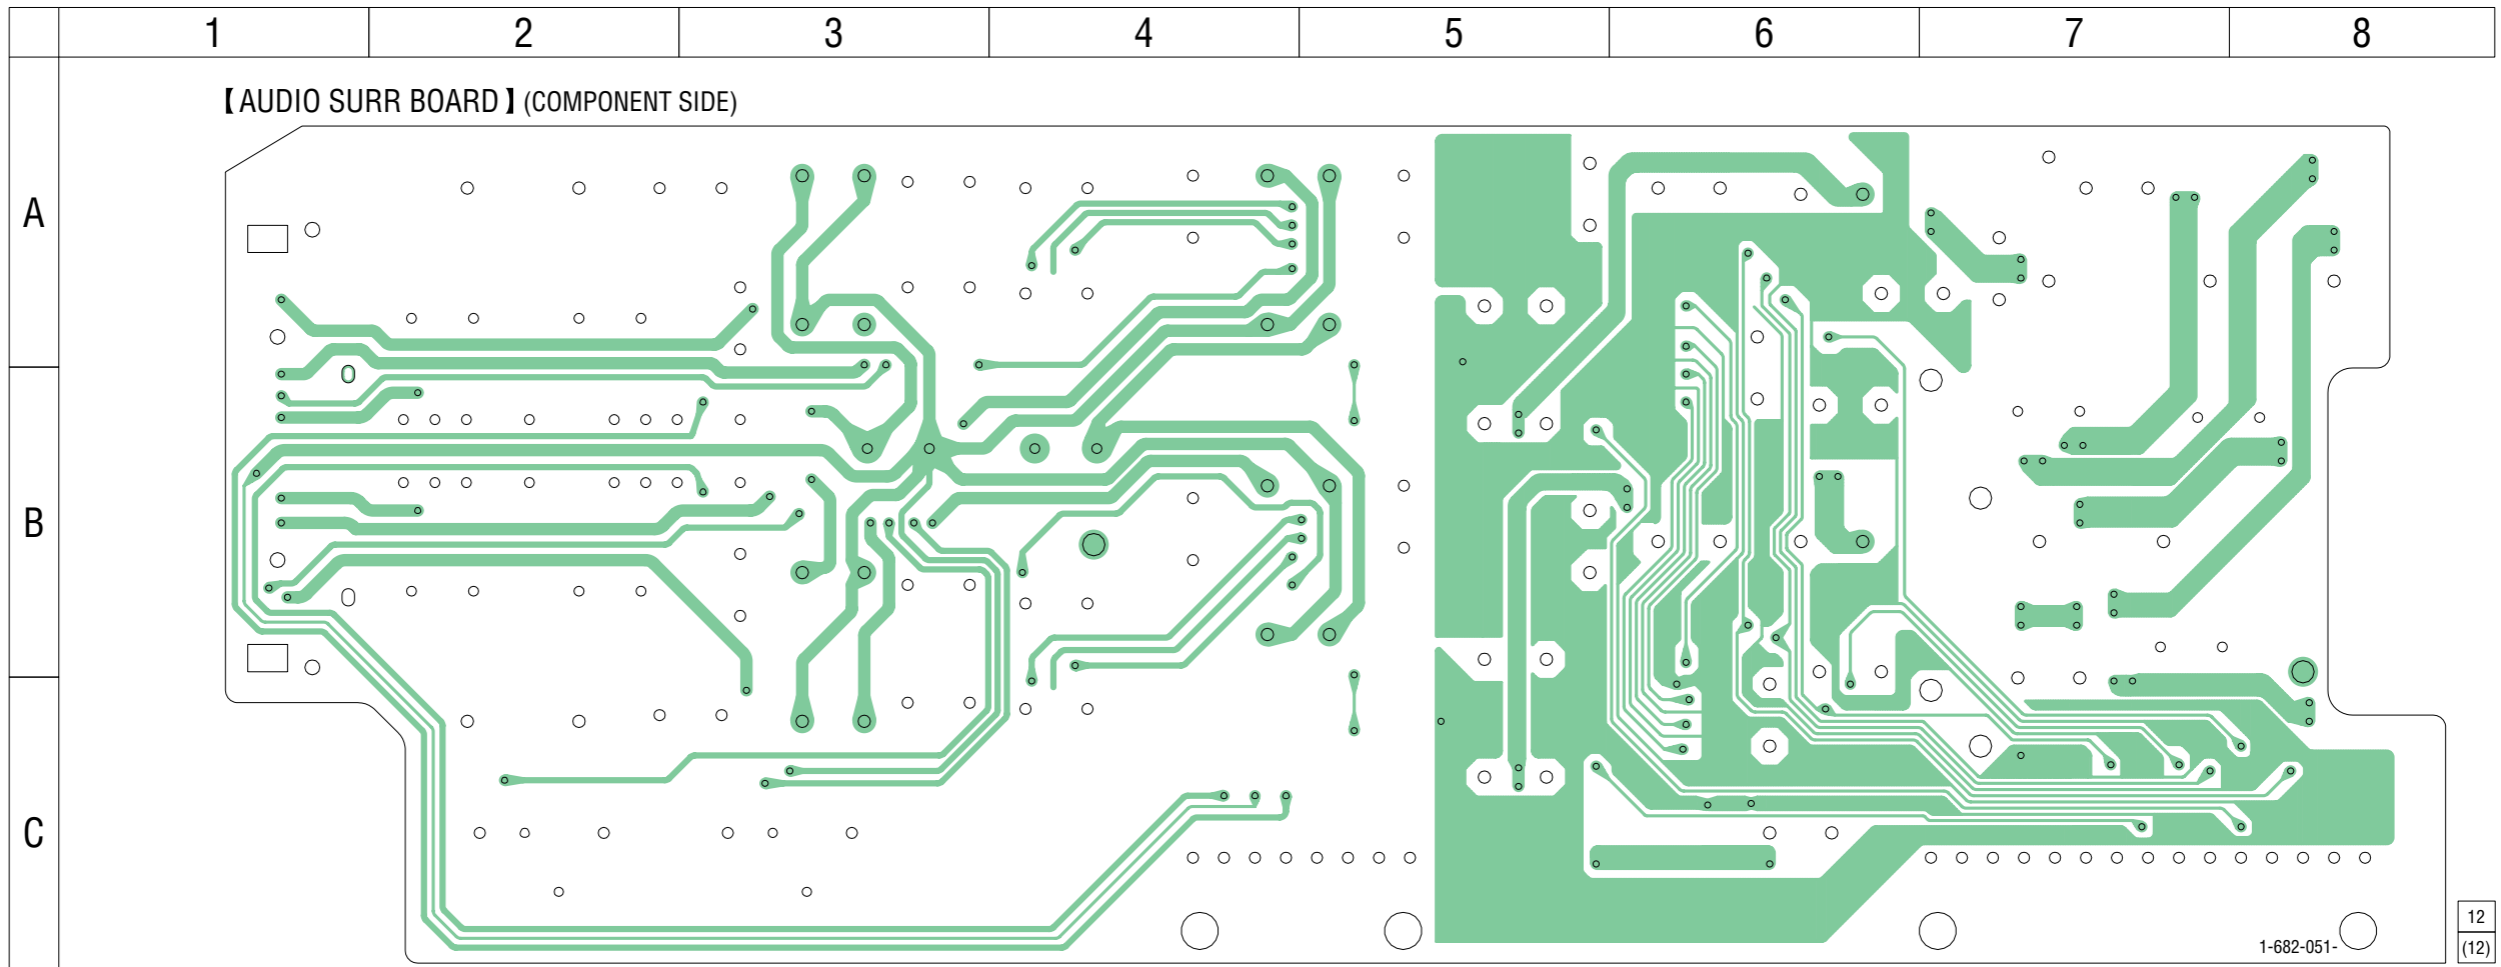 1 2 3 4 5 6 7 8
【AUDIO SURR BOARD】(COMPONENT SIDE)
A
B
C
12
1-682-051-
(12)